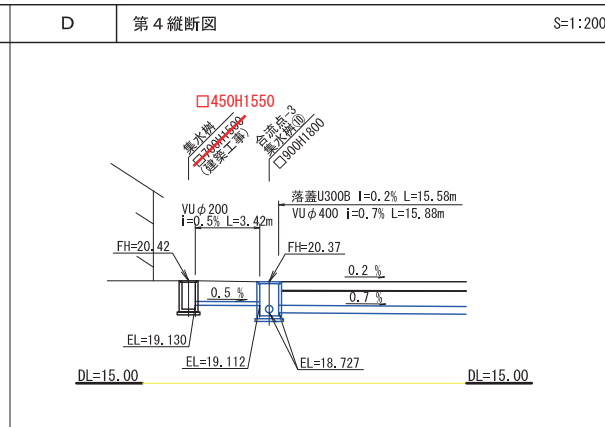 D
第4縦断図
S=1:200
□450H1550
集水桝
□700H1500
(建築工事)
合流点-3
集水桝⑩
□900H1800
落蓋U300B I=0.2% L=15.58m
VUφ400 i=0.7% L=15.88m
VUφ200
i=0.5% L=3.42m
FH=20.42
FH=20.37
0.2 %
0.5 %
0.7 %
EL=19.130
EL=19.112
EL=18.727
DL=15.00
DL=15.00